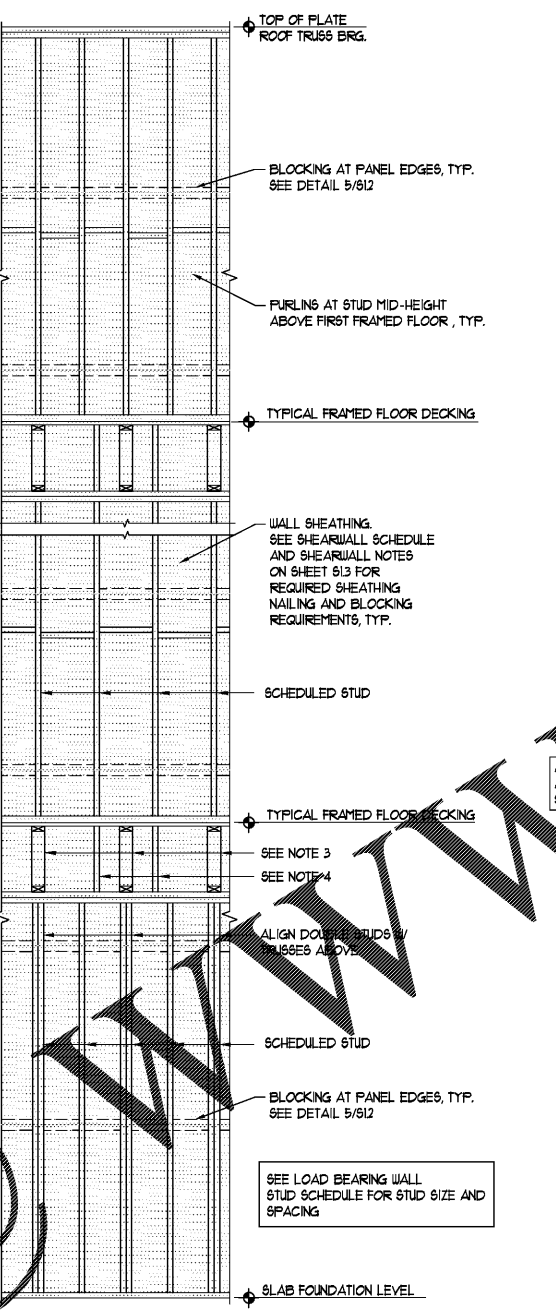 TOP OF PLATE
ROOF TRUSS BRG.
BLOCKING AT PANEL EDGES, TYP.
SEE DETAIL 5/S1.2
PURLINS AT STUD MID-HEIGHT
ABOVE FIRST FRAMED FLOOR , TYP.
TYPICAL FRAMED FLOOR DECKING
WALL SHEATHING.
SEE SHEARWALL SCHEDULE
AND SHEARWALL NOTES
ON SHEET S1.3 FOR
REQUIRED SHEATHING
NAILING AND BLOCKING
REQUIREMENTS, TYP.
SCHEDULED STUD
TYPICAL FRAMED FLOOR DECKING
SEE NOTE 3
SEE NOTE 4
ALIGN DOUBLE STUDS W/
TRUSSES ABOVE
SCHEDULED STUD
BLOCKING AT PANEL EDGES, TYP.
SEE DETAIL 5/S1.2
SEE LOAD BEARING WALL
STUD SCHEDULE FOR STUD SIZE AND
SPACING
SLAB FOUNDATION LEVEL
WWW